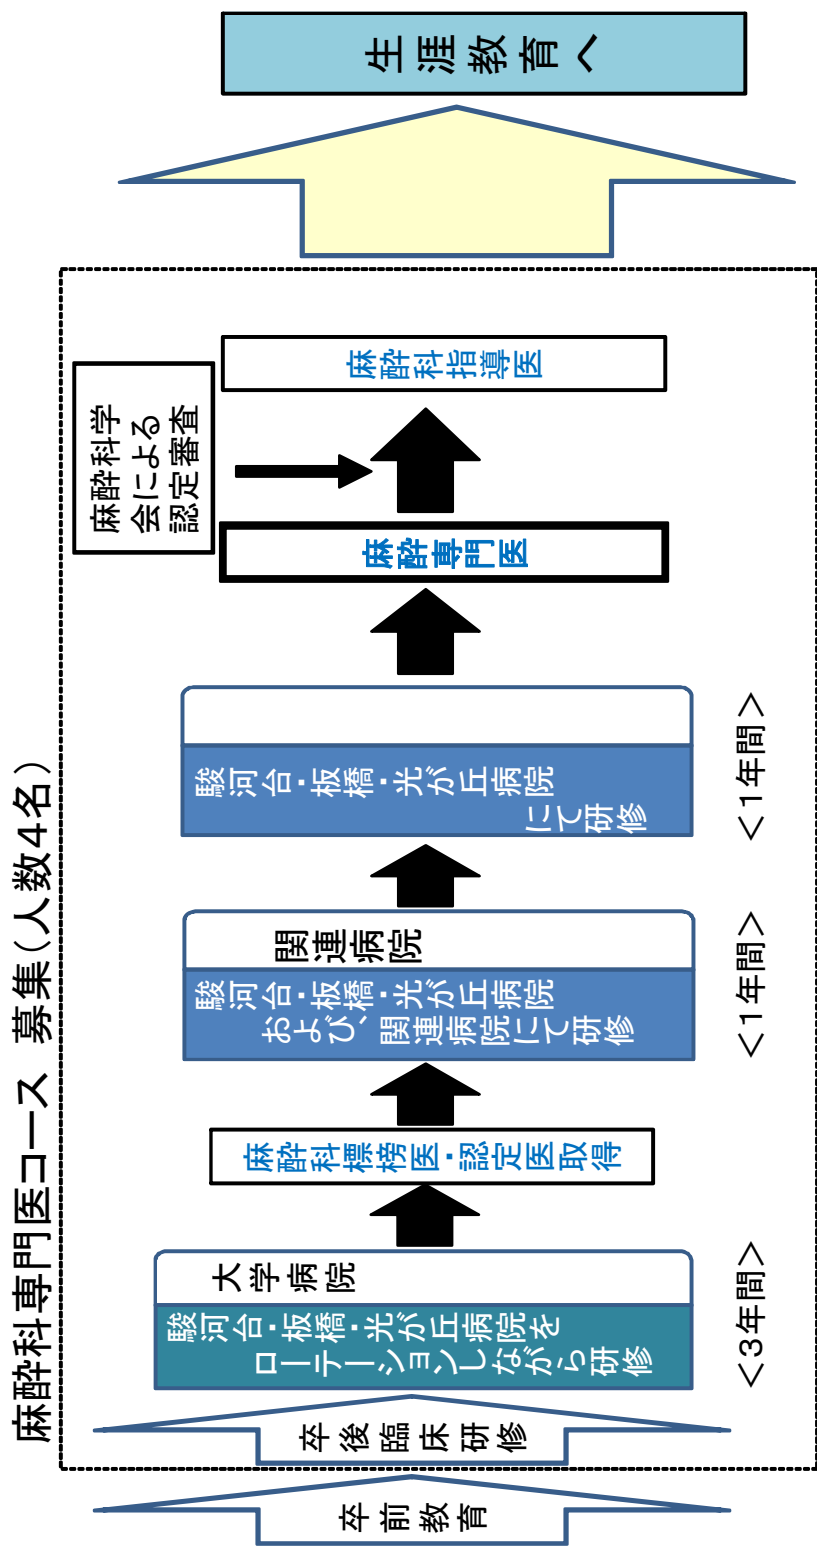 麻酔科専門医コース 募集(人数4名)
卒前教育
卒後臨床研修
大学病院
駿河台・板橋・光が丘病院を
ローテーションしながら研修
<3年間>
麻酔科標榜医・認定医取得
関連病院
駿河台・板橋・光が丘病院
および、関連病院にて研修
<1年間>
駿河台・板橋・光が丘病院
にて研修
<1年間>
麻酔専門医
麻酔科学
会による
認定審査
麻酔科指導医
生涯教育へ